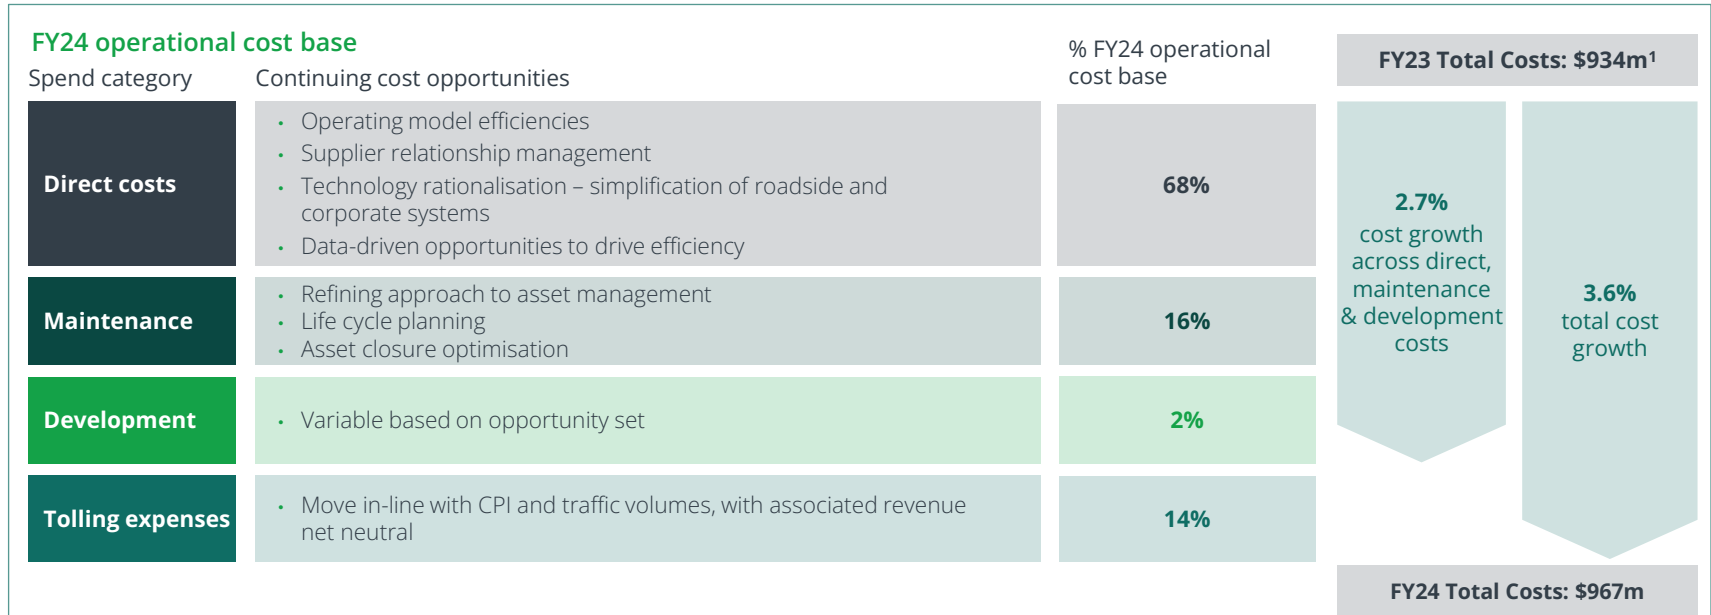 FY24 operational cost base
Spend category
Continuing cost opportunities
% FY24 operational
cost base
FY23 Total Costs: $934m¹
Direct costs
• Operating model efficiencies
• Supplier relationship management
• Technology rationalisation – simplification of roadside and
corporate systems
• Data-driven opportunities to drive efficiency
68%
Maintenance
• Refining approach to asset management
• Life cycle planning
• Asset closure optimisation
16%
Development
• Variable based on opportunity set
2%
Tolling expenses
• Move in-line with CPI and traffic volumes, with associated revenue
net neutral
14%
2.7%
cost growth
across direct,
maintenance
& development
costs
3.6%
total cost
growth
FY24 Total Costs: $967m